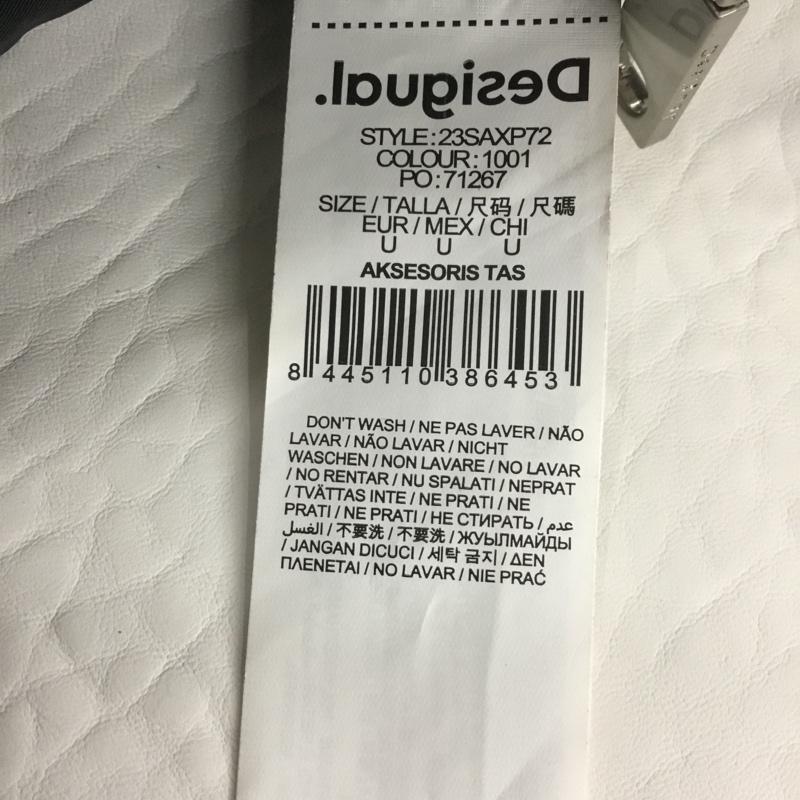 Desigual.
STYLE:23SAXP72
COLOUR:1001
PO:71267
SIZE / TALLA / 尺码 / 尺碼
EUR / MEX / CHI
U U U
AKSESORIS TAS
8 445110 386453
DON'T WASH / NE PAS LAVER / NÃO
LAVAR / NÃO LAVAR / NICHT
WASCHEN / NON LAVARE / NO LAVAR
/ NO RENTAR / NU SPALATI / NEPRAT
/ TVÄTTAS INTE / NE PRATI / NE
PRATI / NE PRATI / НЕ СТИРАТЬ / عدم
الغسل / 不要洗 / 不要洗 / ЖУЫЛМАЙДЫ
/ JANGAN DICUCI / 세탁 금지 / ΔΕΝ
ΠΛΕΝΕΤΑΙ / NO LAVAR / NIE PRAĆ